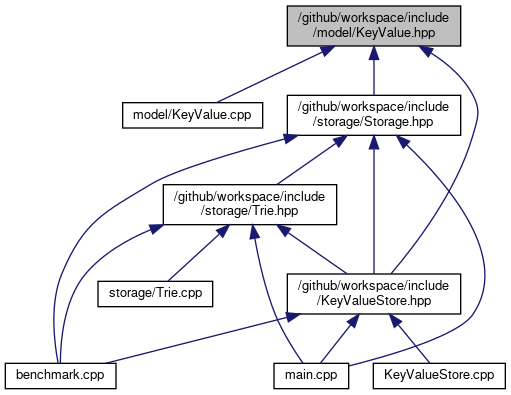 /github/workspace/include
/model/KeyValue.hpp
model/KeyValue.cpp
/github/workspace/include
/storage/Storage.hpp
/github/workspace/include
/storage/Trie.hpp
storage/Trie.cpp
/github/workspace/include
/KeyValueStore.hpp
benchmark.cpp
main.cpp
KeyValueStore.cpp